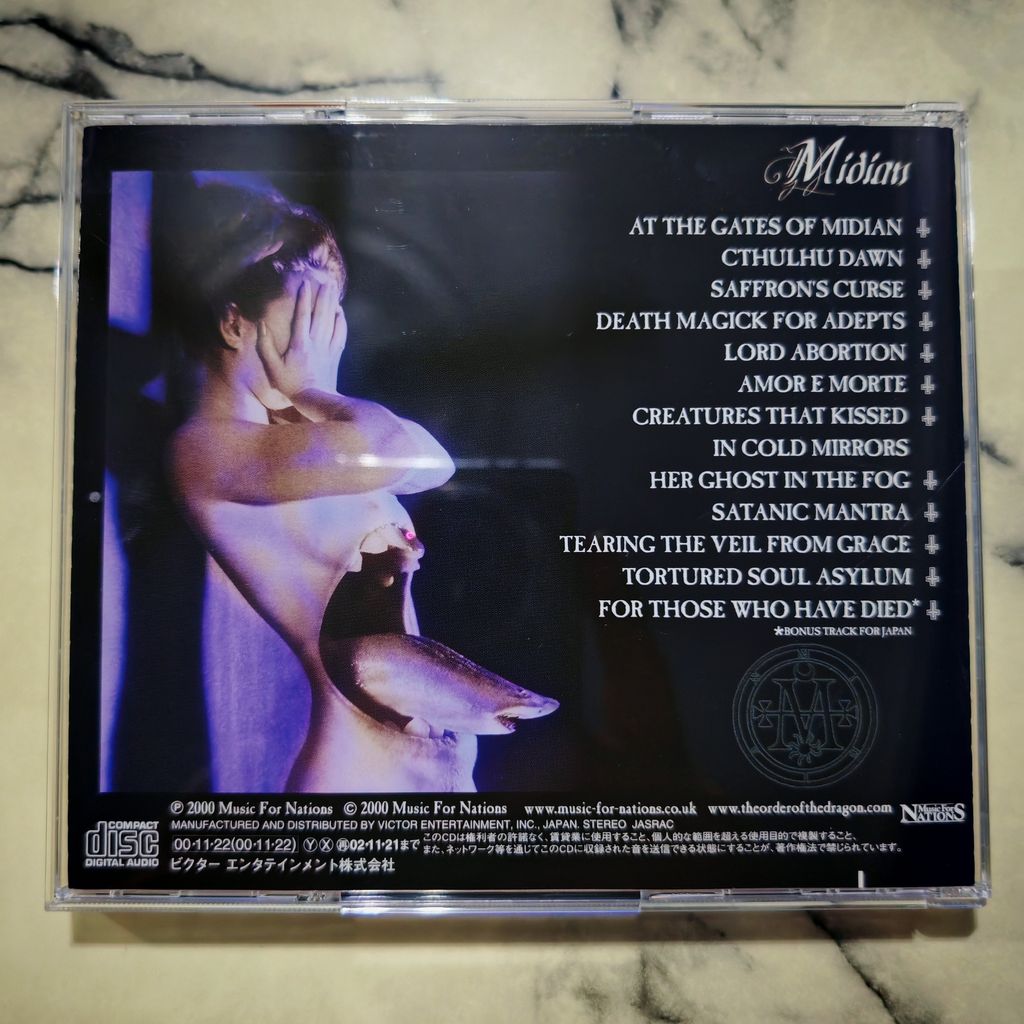 Midian
AT THE GATES OF MIDIAN
CTHULHU DAWN
SAFFRON'S CURSE
DEATH MAGICK FOR ADEPTS
LORD ABORTION
AMOR E MORTE
CREATURES THAT KISSED
IN COLD MIRRORS
HER GHOST IN THE FOG
SATANIC MANTRA
TEARING THE VEIL FROM GRACE
TORTURED SOUL ASYLUM
FOR THOSE WHO HAVE DIED*
*BONUS TRACK FOR JAPAN
M
℗ 2000 Music For Nations © 2000 Music For Nations www.music-for-nations.co.uk www.theorderofthedragon.com
Music For NATIONS
COMPACT disc DIGITAL AUDIO
MANUFACTURED AND DISTRIBUTED BY VICTOR ENTERTAINMENT, INC., JAPAN. STEREO JASRAC
00·11·22(00·11·22) Ⓨ Ⓧ ㊢02·11·21まで
このCDは権利者の許諾なく、賃貸業に使用すること、個人的な範囲を超える使用目的で複製すること、
また、ネットワーク等を通じてこのCDに収録された音を送信できる状態にすることが、著作権法で禁じられています。
ビクター エンタテインメント株式会社